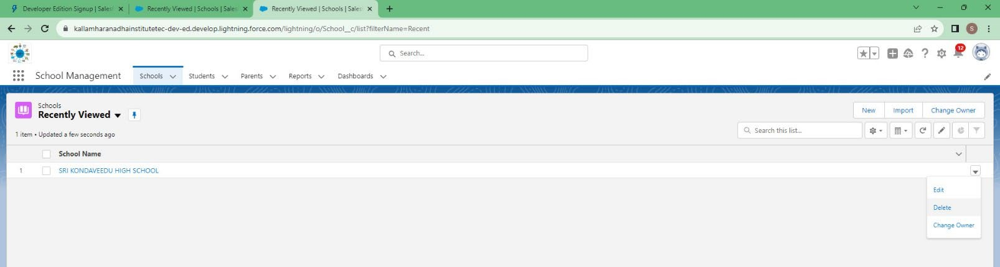 Developer Edition Signup | Sales
Recently Viewed | Schools | Sales
Recently Viewed | Schools | Sales
kallamharanadhainstitutetec-dev-ed.develop.lightning.force.com/lightning/o/School__c/list?filterName=Recent
S
Search...
12
School Management
Schools
Students
Parents
Reports
Dashboards
Schools
Recently Viewed
New
Import
Change Owner
1 item • Updated a few seconds ago
Search this list...
School Name
1
SRI KONDAVEEDU HIGH SCHOOL
Edit
Delete
Change Owner